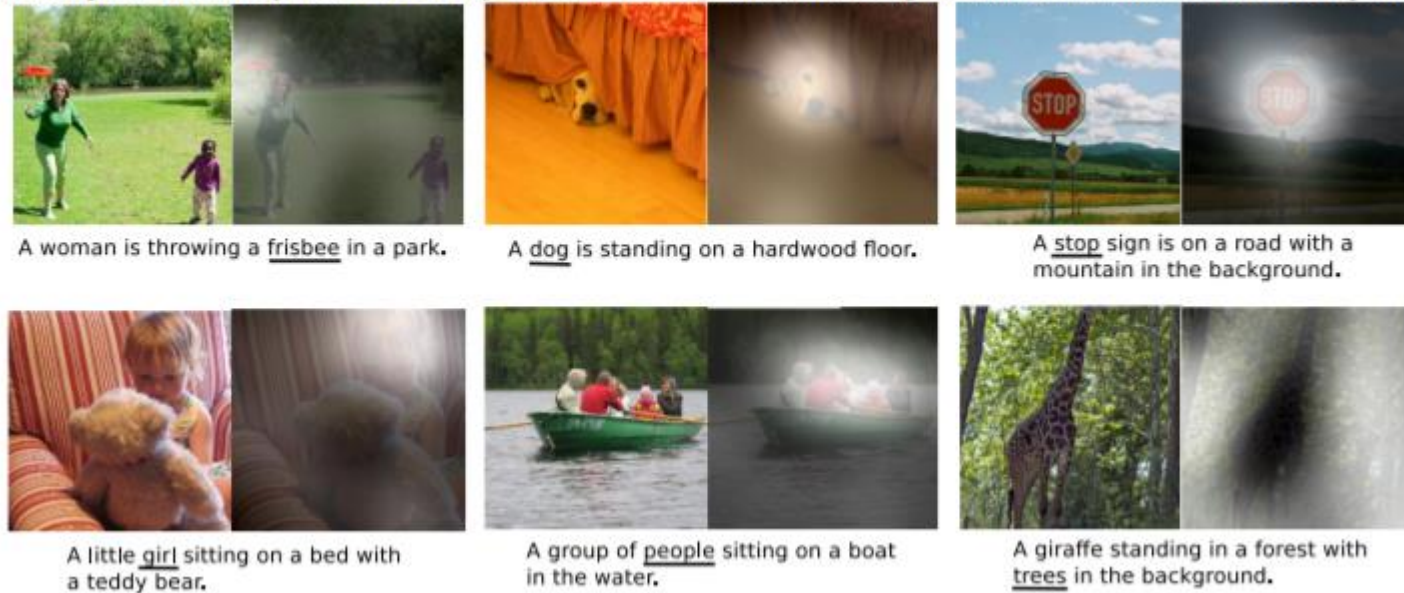 STOP
STOP
A woman is throwing a frisbee in a park.
A dog is standing on a hardwood floor.
A stop sign is on a road with a
mountain in the background.
A little girl sitting on a bed with
a teddy bear.
A group of people sitting on a boat
in the water.
A giraffe standing in a forest with
trees in the background.